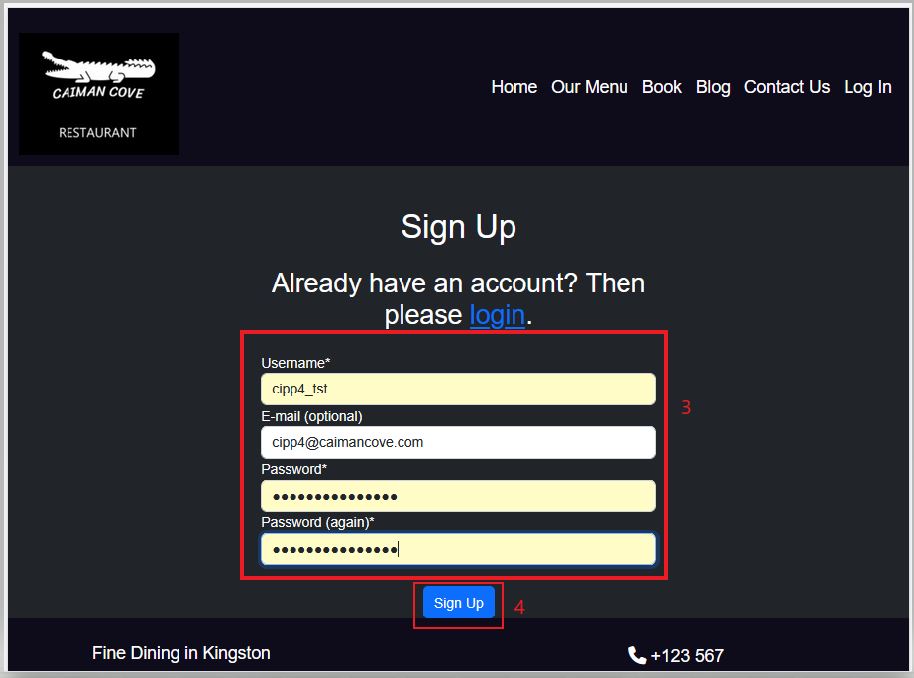 CAIMAN COVE
RESTAURANT
Home Our Menu Book Blog Contact Us Log In
Sign Up
Already have an account? Then
please login.
Username*
cipp4_tst
E-mail (optional)
cipp4@caimancove.com
Password*
●●●●●●●●●●●●●●●
Password (again)*
●●●●●●●●●●●●●●●
3
Sign Up
4
Fine Dining in Kingston
+123 567